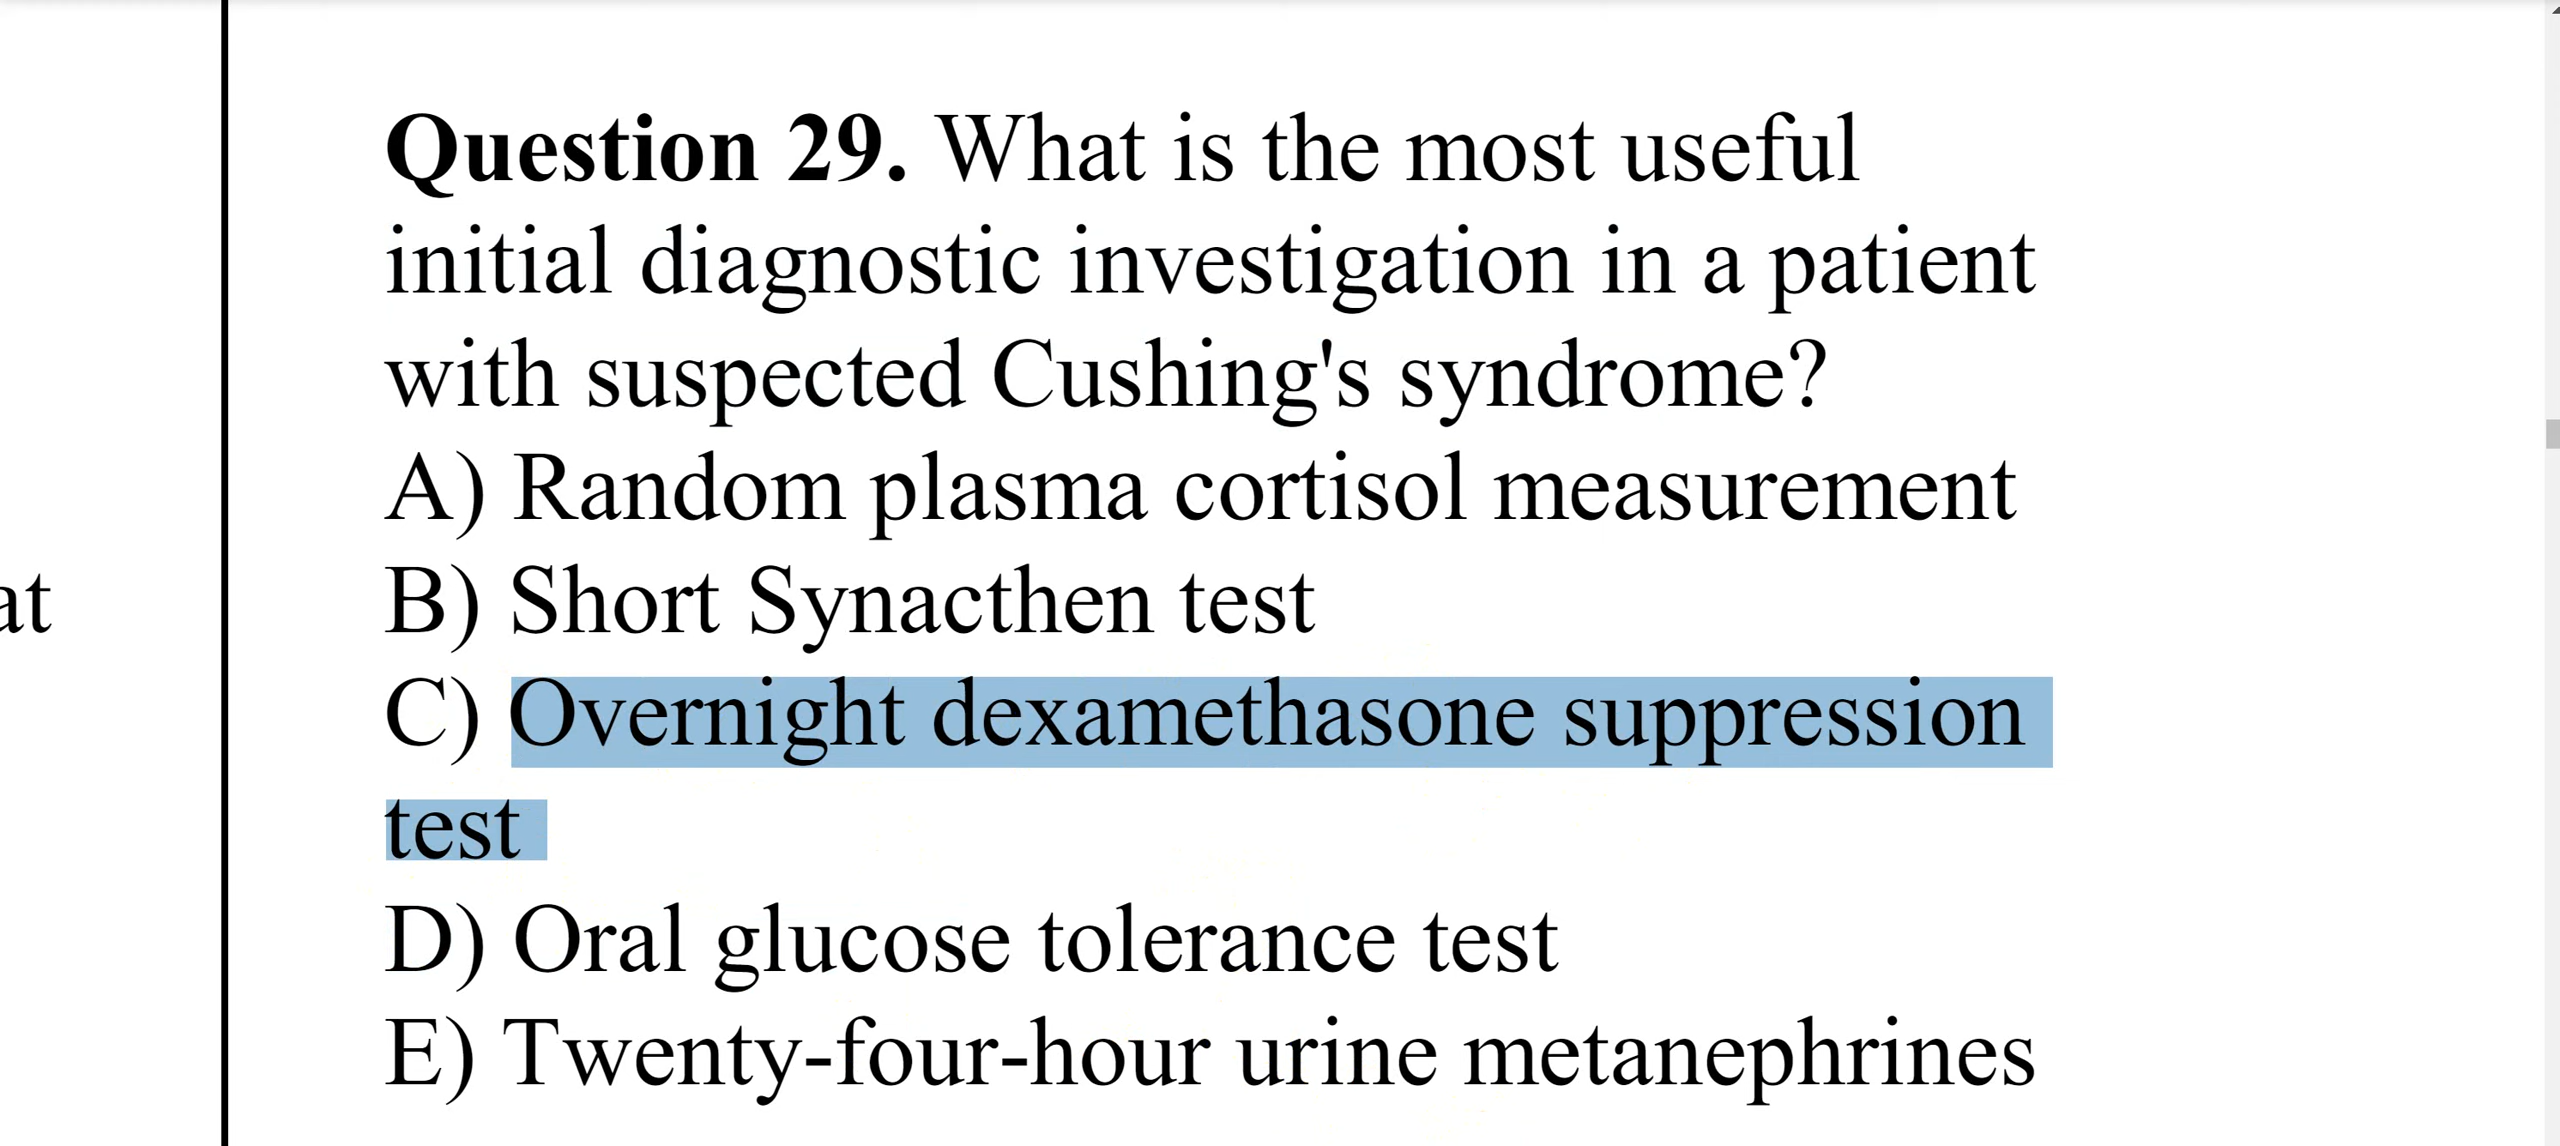 Question 29. What is the most useful
initial diagnostic investigation in a patient
with suspected Cushing's syndrome?
A) Random plasma cortisol measurement
B) Short Synacthen test
at
C) Overnight dexamethasone suppression
test
D) Oral glucose tolerance test
E) Twenty-four-hour urine metanephrines